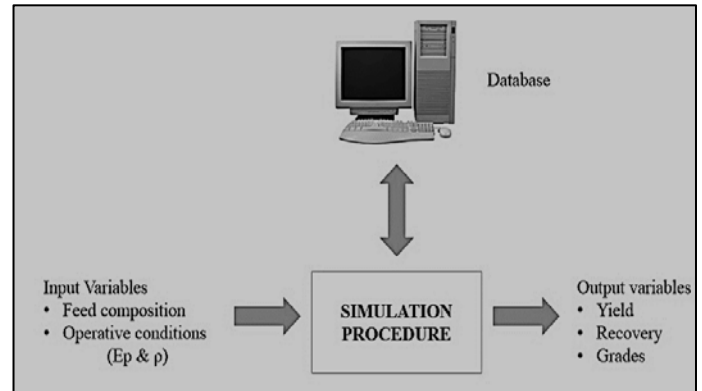 Database
Input Variables
• Feed composition
• Operative conditions
(Ep & ρ)
SIMULATION
PROCEDURE
Output variables
• Yield
• Recovery
• Grades